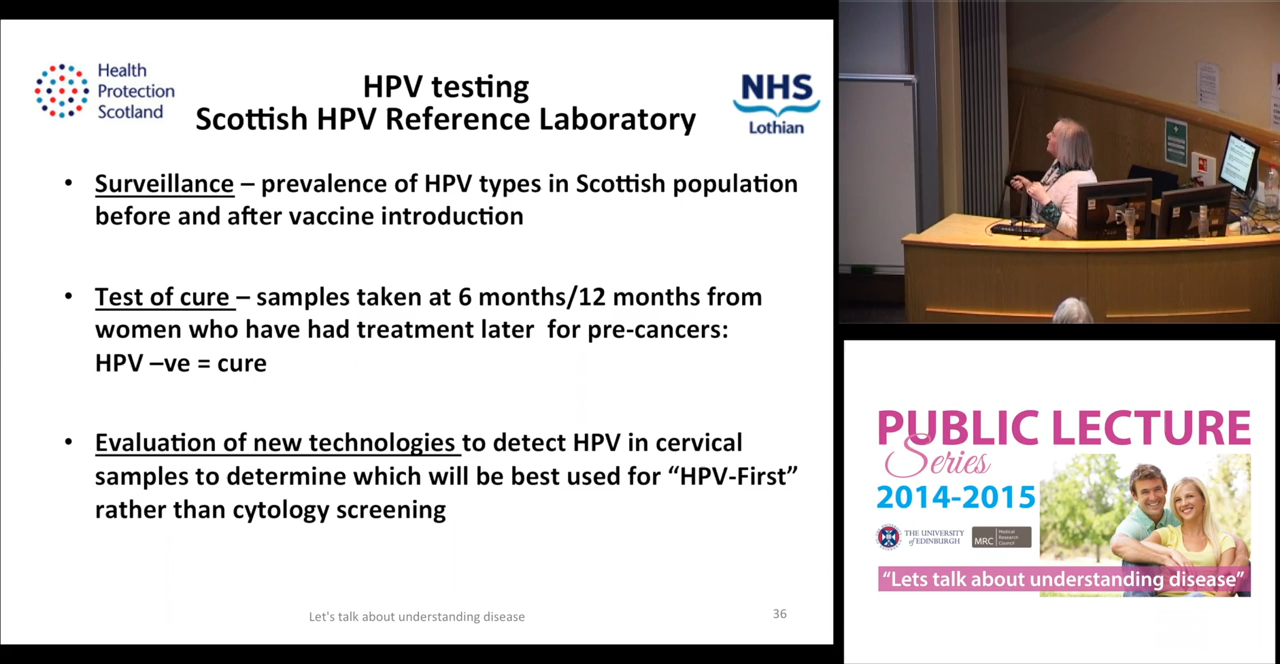 Health
Protection
Scotland
HPV testing
Scottish HPV Reference Laboratory
NHS
Lothian
• Surveillance – prevalence of HPV types in Scottish population
before and after vaccine introduction
• Test of cure – samples taken at 6 months/12 months from
women who have had treatment later for pre-cancers:
HPV –ve = cure
• Evaluation of new technologies to detect HPV in cervical
samples to determine which will be best used for “HPV-First”
rather than cytology screening
Let's talk about understanding disease
36
PUBLIC LECTURE
Series
2014-2015
THE UNIVERSITY
of EDINBURGH
MRC
Medical
Research
Council
“Lets talk about understanding disease”